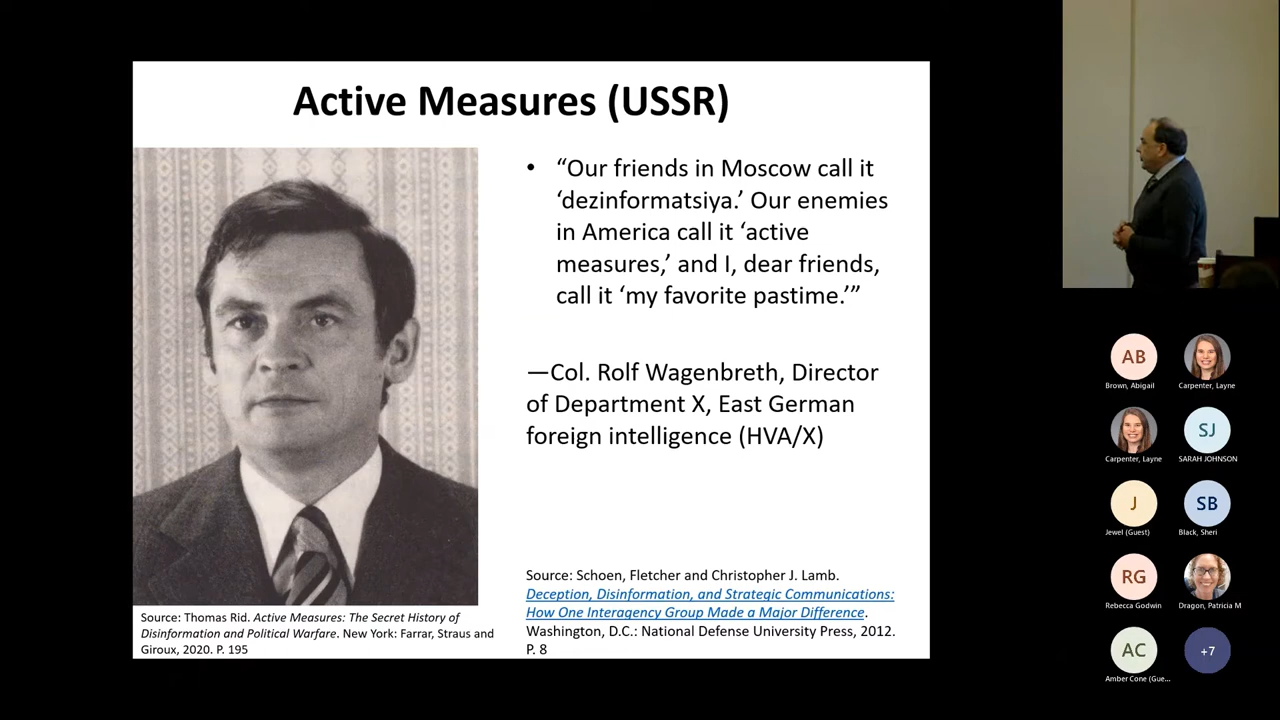 Active Measures (USSR)
• “Our friends in Moscow call it
‘dezinformatsiya.’ Our enemies
in America call it ‘active
measures,’ and I, dear friends,
call it ‘my favorite pastime.’”
—Col. Rolf Wagenbreth, Director
of Department X, East German
foreign intelligence (HVA/X)
Source: Thomas Rid. Active Measures: The Secret History of
Disinformation and Political Warfare. New York: Farrar, Straus and
Giroux, 2020. P. 195
Source: Schoen, Fletcher and Christopher J. Lamb.
Deception, Disinformation, and Strategic Communications:
How One Interagency Group Made a Major Difference.
Washington, D.C.: National Defense University Press, 2012.
P. 8
AB
Brown, Abigail
Carpenter, Layne
Carpenter, Layne
SJ
SARAH JOHNSON
J
Jewel (Guest)
SB
Black, Sheri
RG
Rebecca Godwin
Dragon, Patricia M
AC
Amber Cone (Gue...
+7